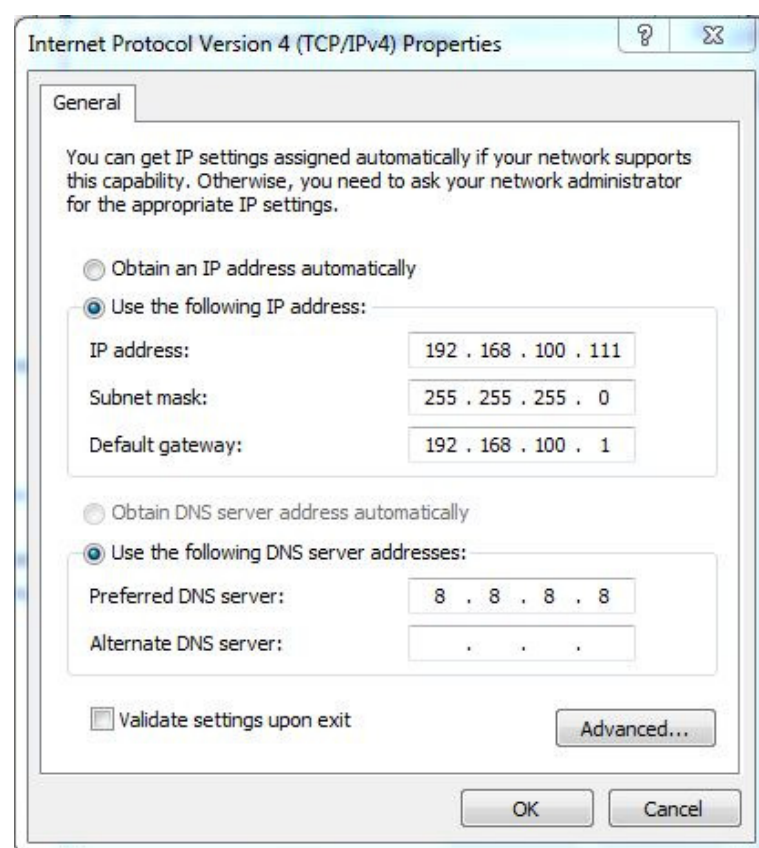 Internet Protocol Version 4 (TCP/IPv4) Properties
General
You can get IP settings assigned automatically if your network supports
this capability. Otherwise, you need to ask your network administrator
for the appropriate IP settings.
Obtain an IP address automatically
Use the following IP address:
IP address: 192 . 168 . 100 . 111
Subnet mask: 255 . 255 . 255 . 0
Default gateway: 192 . 168 . 100 . 1
Obtain DNS server address automatically
Use the following DNS server addresses:
Preferred DNS server: 8 . 8 . 8 . 8
Alternate DNS server: . . .
Validate settings upon exit
Advanced...
OK Cancel